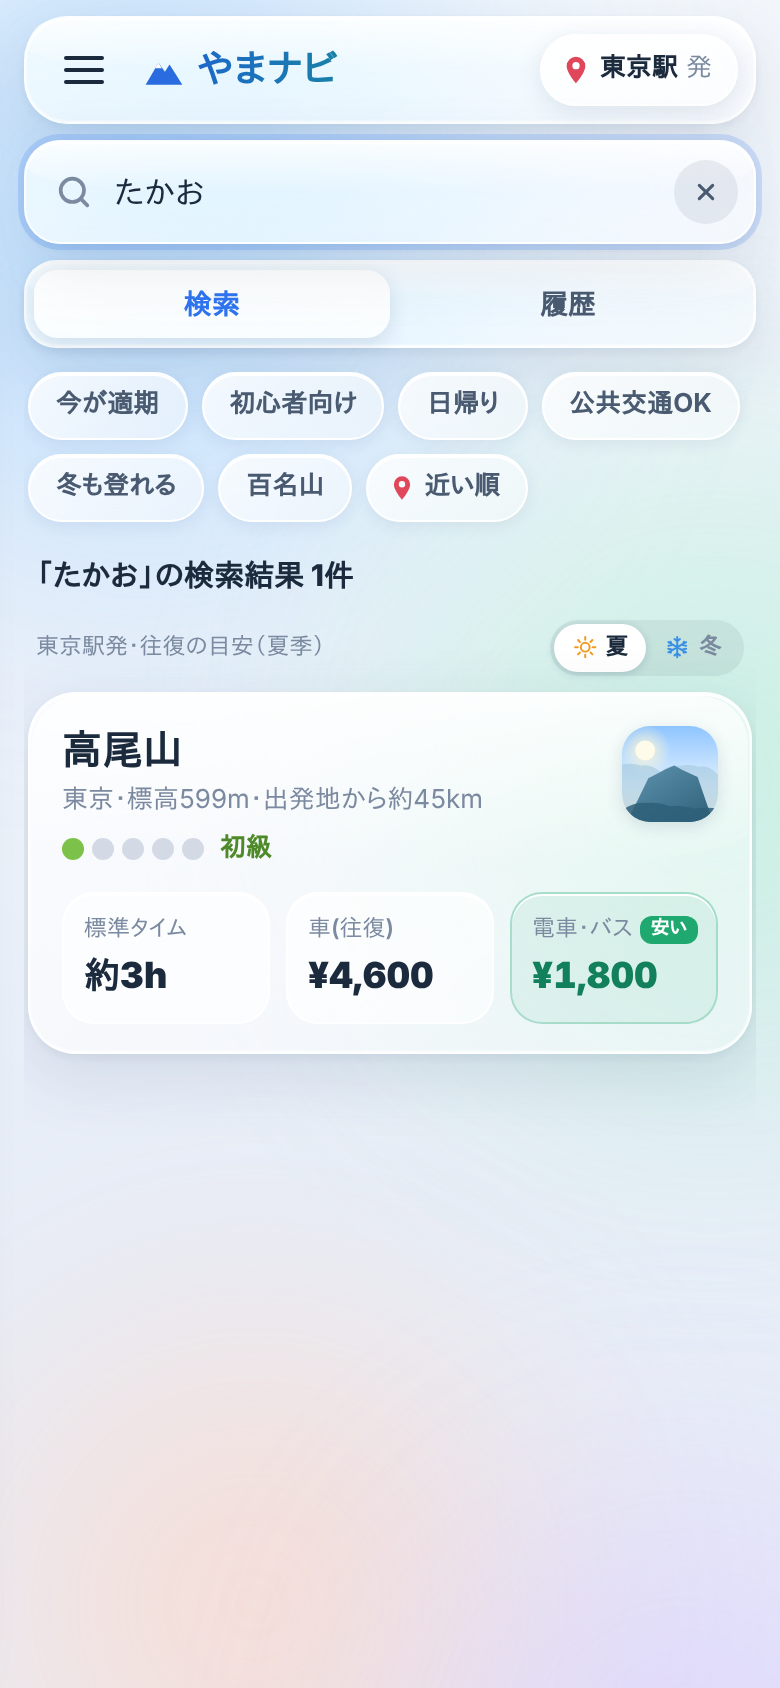 やまナビ
東京駅 発
たかお
検索 履歴
今が適期 初心者向け 日帰り 公共交通OK
冬も登れる 百名山 近い順
「たかお」の検索結果 1件
東京駅発・往復の目安（夏季）
夏 冬
高尾山
東京・標高599m・出発地から約45km
初級
標準タイム
約3h
車(往復)
¥4,600
電車・バス 安い
¥1,800